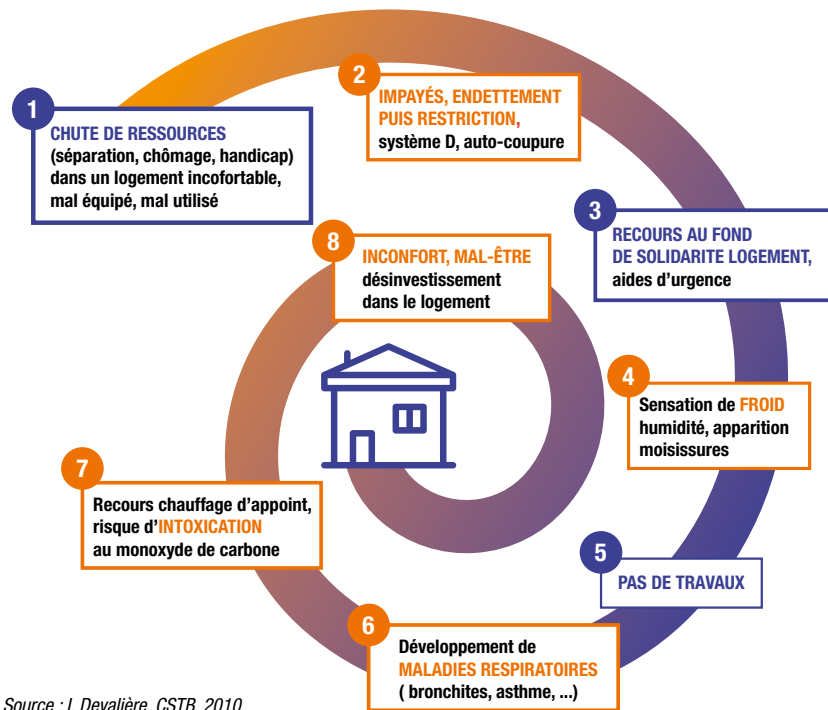 1
CHUTE DE RESSOURCES
(séparation, chômage, handicap)
dans un logement incofortable,
mal équipé, mal utilisé
2
IMPAYÉS, ENDETTEMENT
PUIS RESTRICTION,
système D, auto-coupure
3
RECOURS AU FOND
DE SOLIDARITE LOGEMENT,
aides d'urgence
4
Sensation de FROID
humidité, apparition
moisissures
5
PAS DE TRAVAUX
6
Développement de
MALADIES RESPIRATOIRES
( bronchites, asthme, ...)
7
Recours chauffage d'appoint,
risque d'INTOXICATION
au monoxyde de carbone
8
INCONFORT, MAL-ÊTRE
désinvestissement
dans le logement
Source : I. Devalière, CSTB, 2010